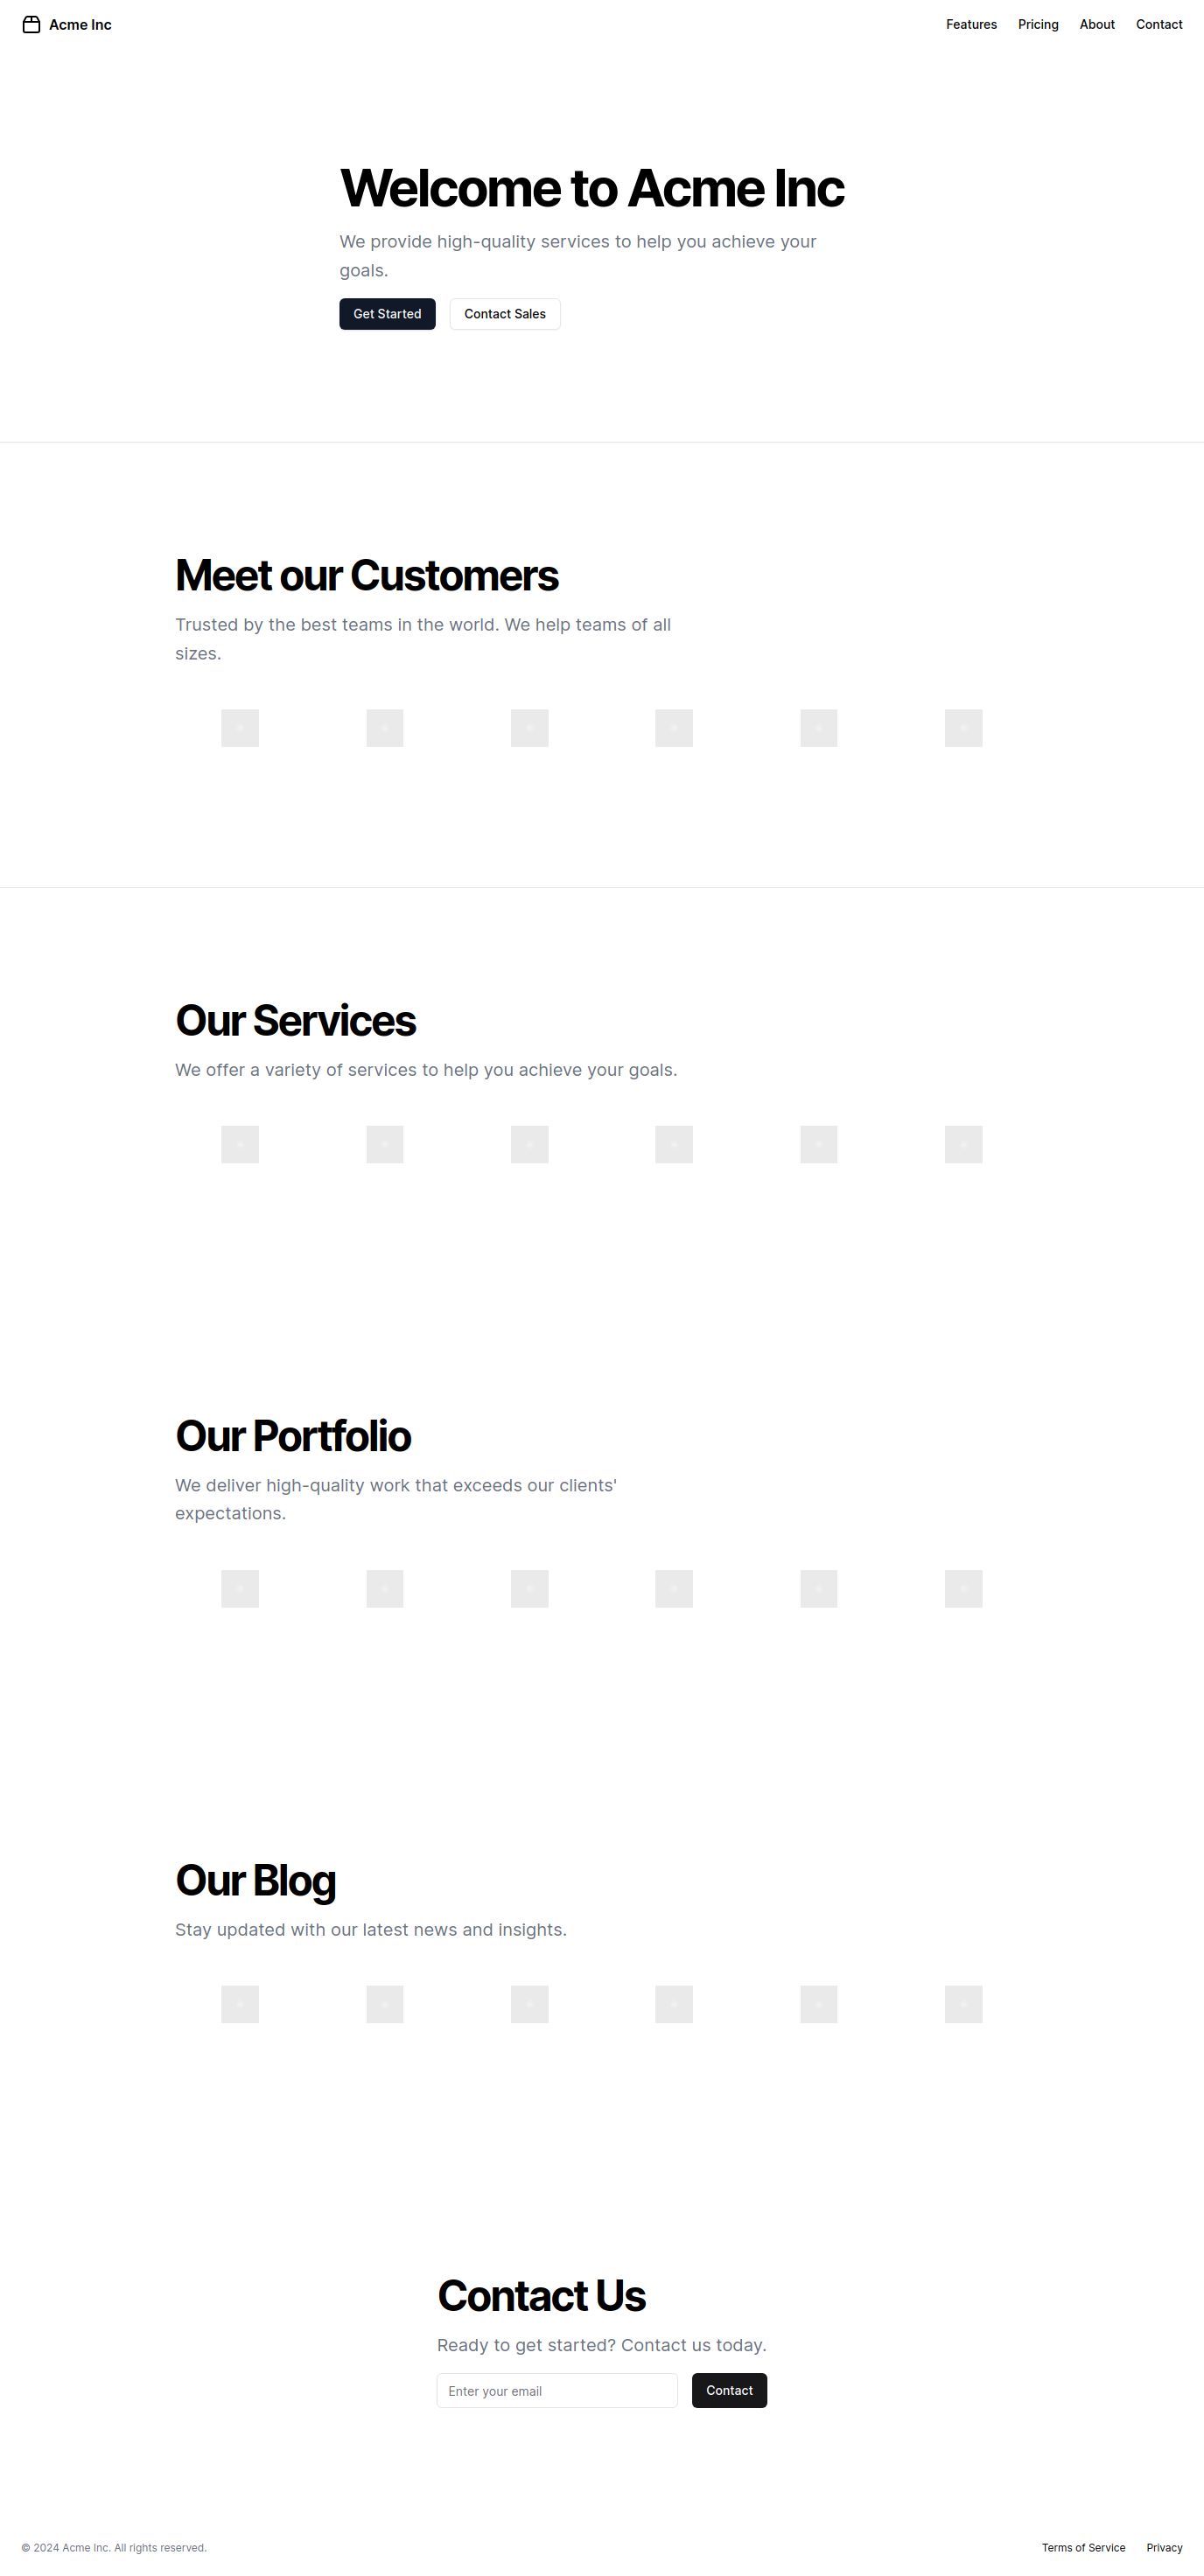 Acme Inc
Features Pricing About Contact
Welcome to Acme Inc
We provide high-quality services to help you achieve your
goals.
Get Started Contact Sales
Meet our Customers
Trusted by the best teams in the world. We help teams of all
sizes.
Our Services
We offer a variety of services to help you achieve your goals.
Our Portfolio
We deliver high-quality work that exceeds our clients'
expectations.
Our Blog
Stay updated with our latest news and insights.
Contact Us
Ready to get started? Contact us today.
Enter your email Contact
© 2024 Acme Inc. All rights reserved.
Terms of Service Privacy